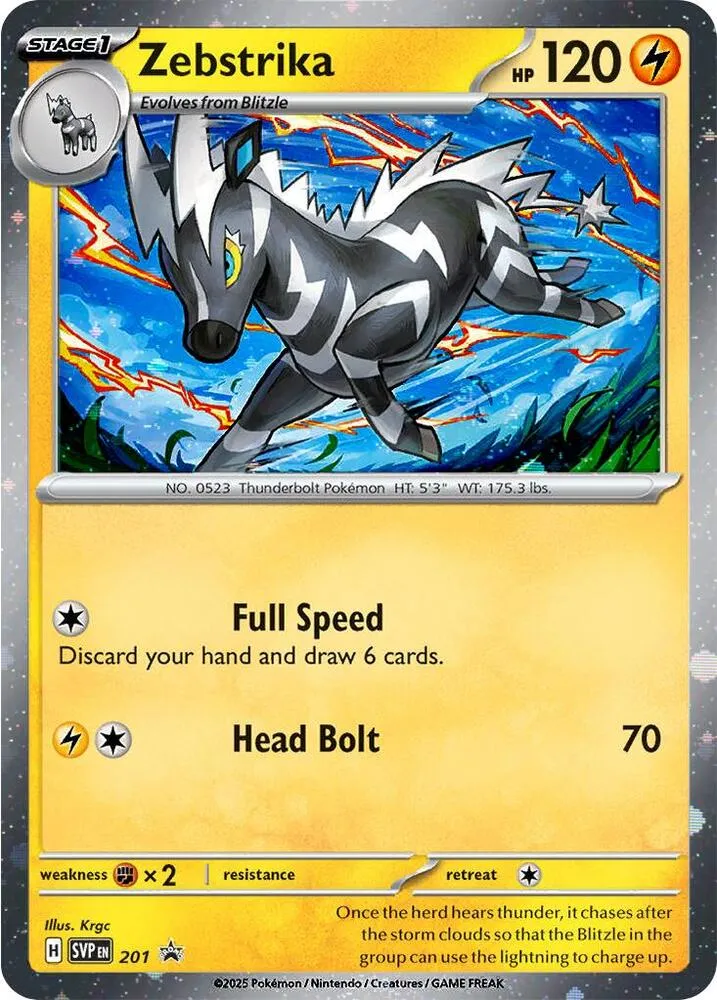 STAGE1
Zebstrika
HP 120
Evolves from Blitzle
NO. 0523 Thunderbolt Pokémon HT: 5'3" WT: 175.3 lbs.
Full Speed
Discard your hand and draw 6 cards.
Head Bolt 70
weakness ×2 resistance retreat
Illus. Krgc
H SVP EN 201
Once the herd hears thunder, it chases after
the storm clouds so that the Blitzle in the
group can use the lightning to charge up.
©2025 Pokémon / Nintendo / Creatures / GAME FREAK